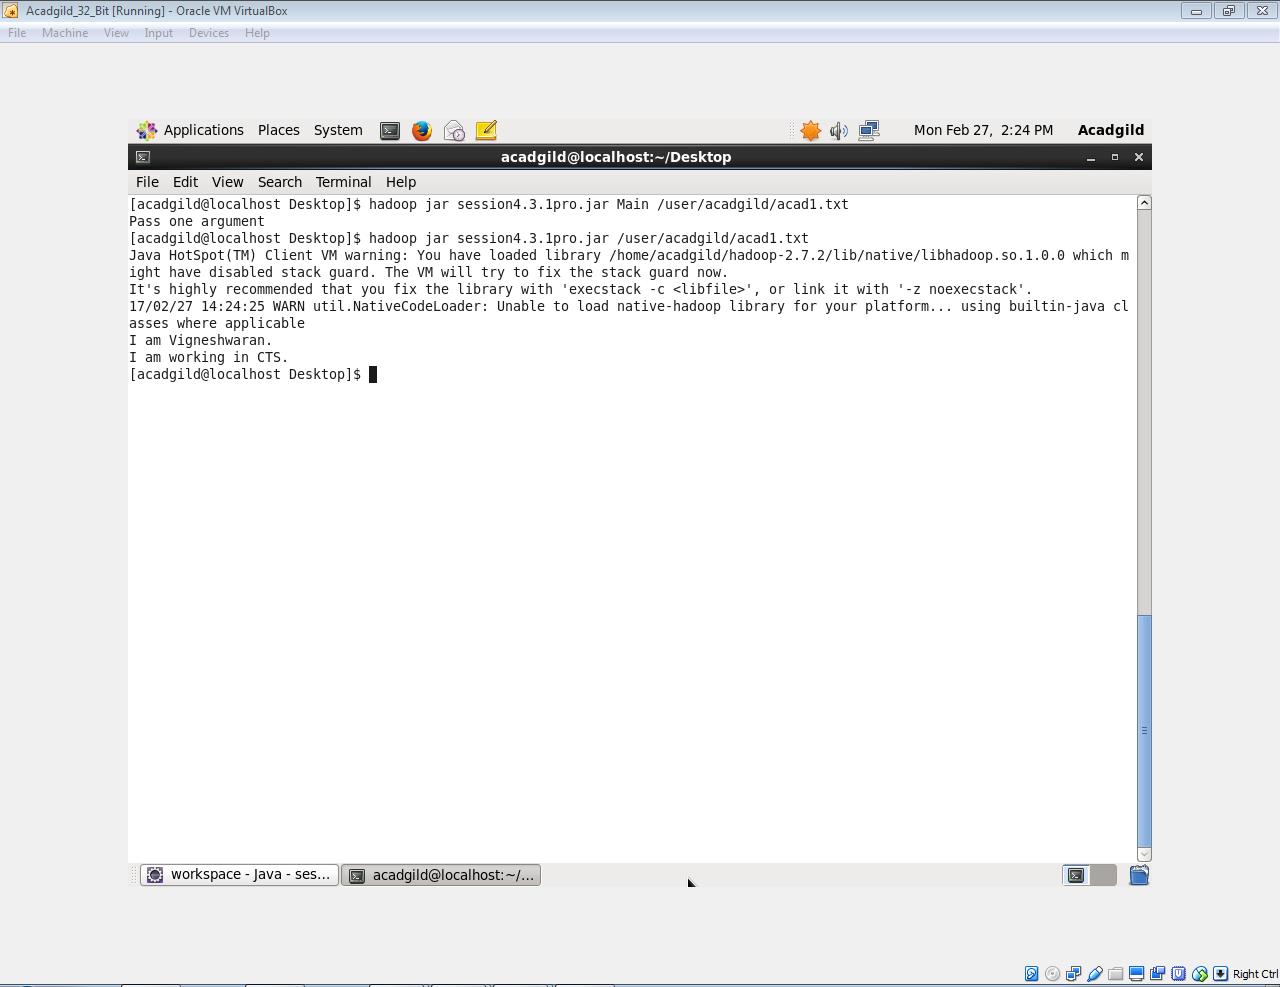 Acadgild_32_Bit [Running] - Oracle VM VirtualBox
File Machine View Input Devices Help
Applications Places System Mon Feb 27, 2:24 PM Acadgild
acadgild@localhost:~/Desktop
File Edit View Search Terminal Help
[acadgild@localhost Desktop]$ hadoop jar session4.3.1pro.jar Main /user/acadgild/acad1.txt
Pass one argument
[acadgild@localhost Desktop]$ hadoop jar session4.3.1pro.jar /user/acadgild/acad1.txt
Java HotSpot(TM) Client VM warning: You have loaded library /home/acadgild/hadoop-2.7.2/lib/native/libhadoop.so.1.0.0 which m
ight have disabled stack guard. The VM will try to fix the stack guard now.
It's highly recommended that you fix the library with 'execstack -c <libfile>', or link it with '-z noexecstack'.
17/02/27 14:24:25 WARN util.NativeCodeLoader: Unable to load native-hadoop library for your platform... using builtin-java cl
asses where applicable
I am Vigneshwaran.
I am working in CTS.
[acadgild@localhost Desktop]$
workspace - Java - ses... acadgild@localhost:~/...
Right Ctrl